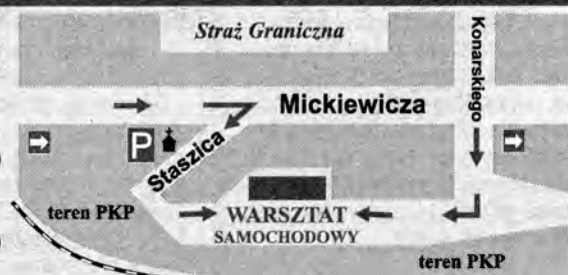 Straż Graniczna
Konarskiego
Mickiewicza
P
Staszica
teren PKP
WARSZTAT
SAMOCHODOWY
teren PKP